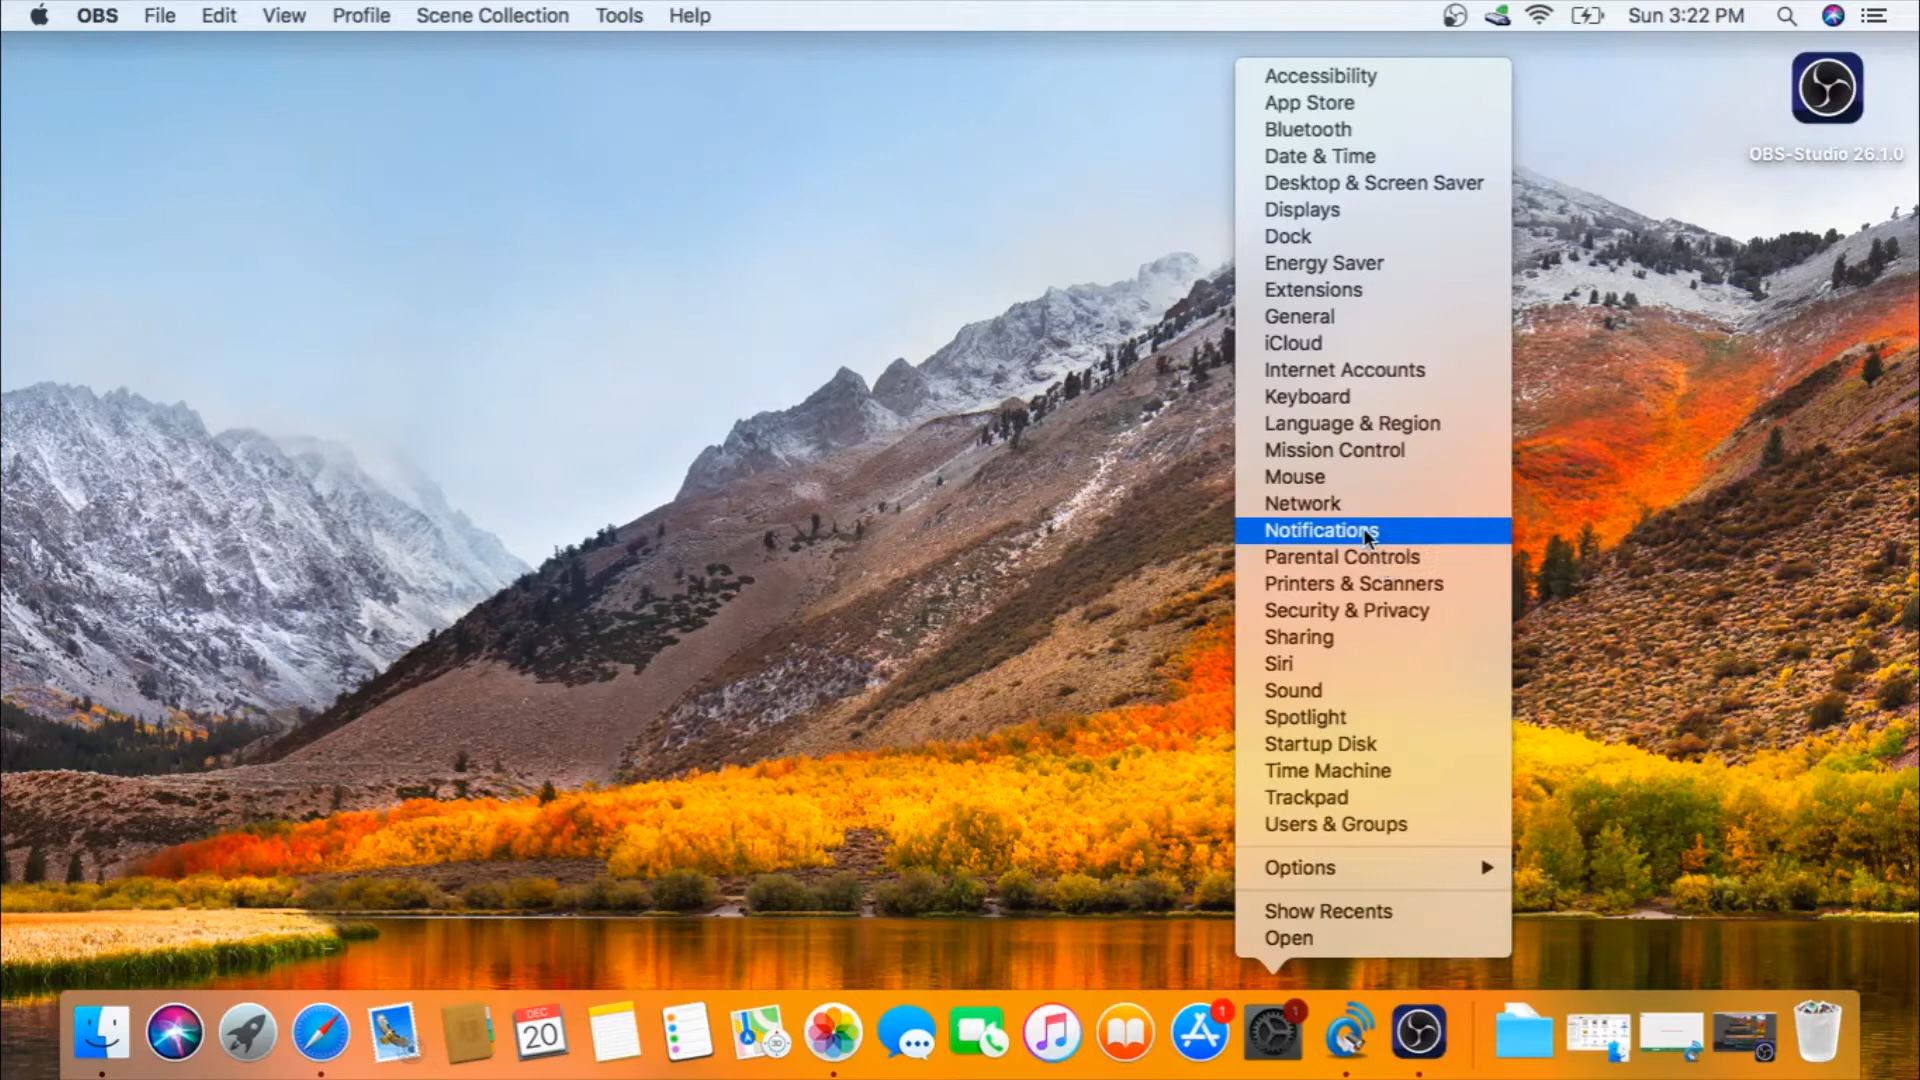 OBS File Edit View Profile Scene Collection Tools Help Sun 3:22 PM
OBS-Studio 26.1.0
Accessibility
App Store
Bluetooth
Date & Time
Desktop & Screen Saver
Displays
Dock
Energy Saver
Extensions
General
iCloud
Internet Accounts
Keyboard
Language & Region
Mission Control
Mouse
Network
Notifications
Parental Controls
Printers & Scanners
Security & Privacy
Sharing
Siri
Sound
Spotlight
Startup Disk
Time Machine
Trackpad
Users & Groups
Options
Show Recents
Open
DEC
20
3D
1
1